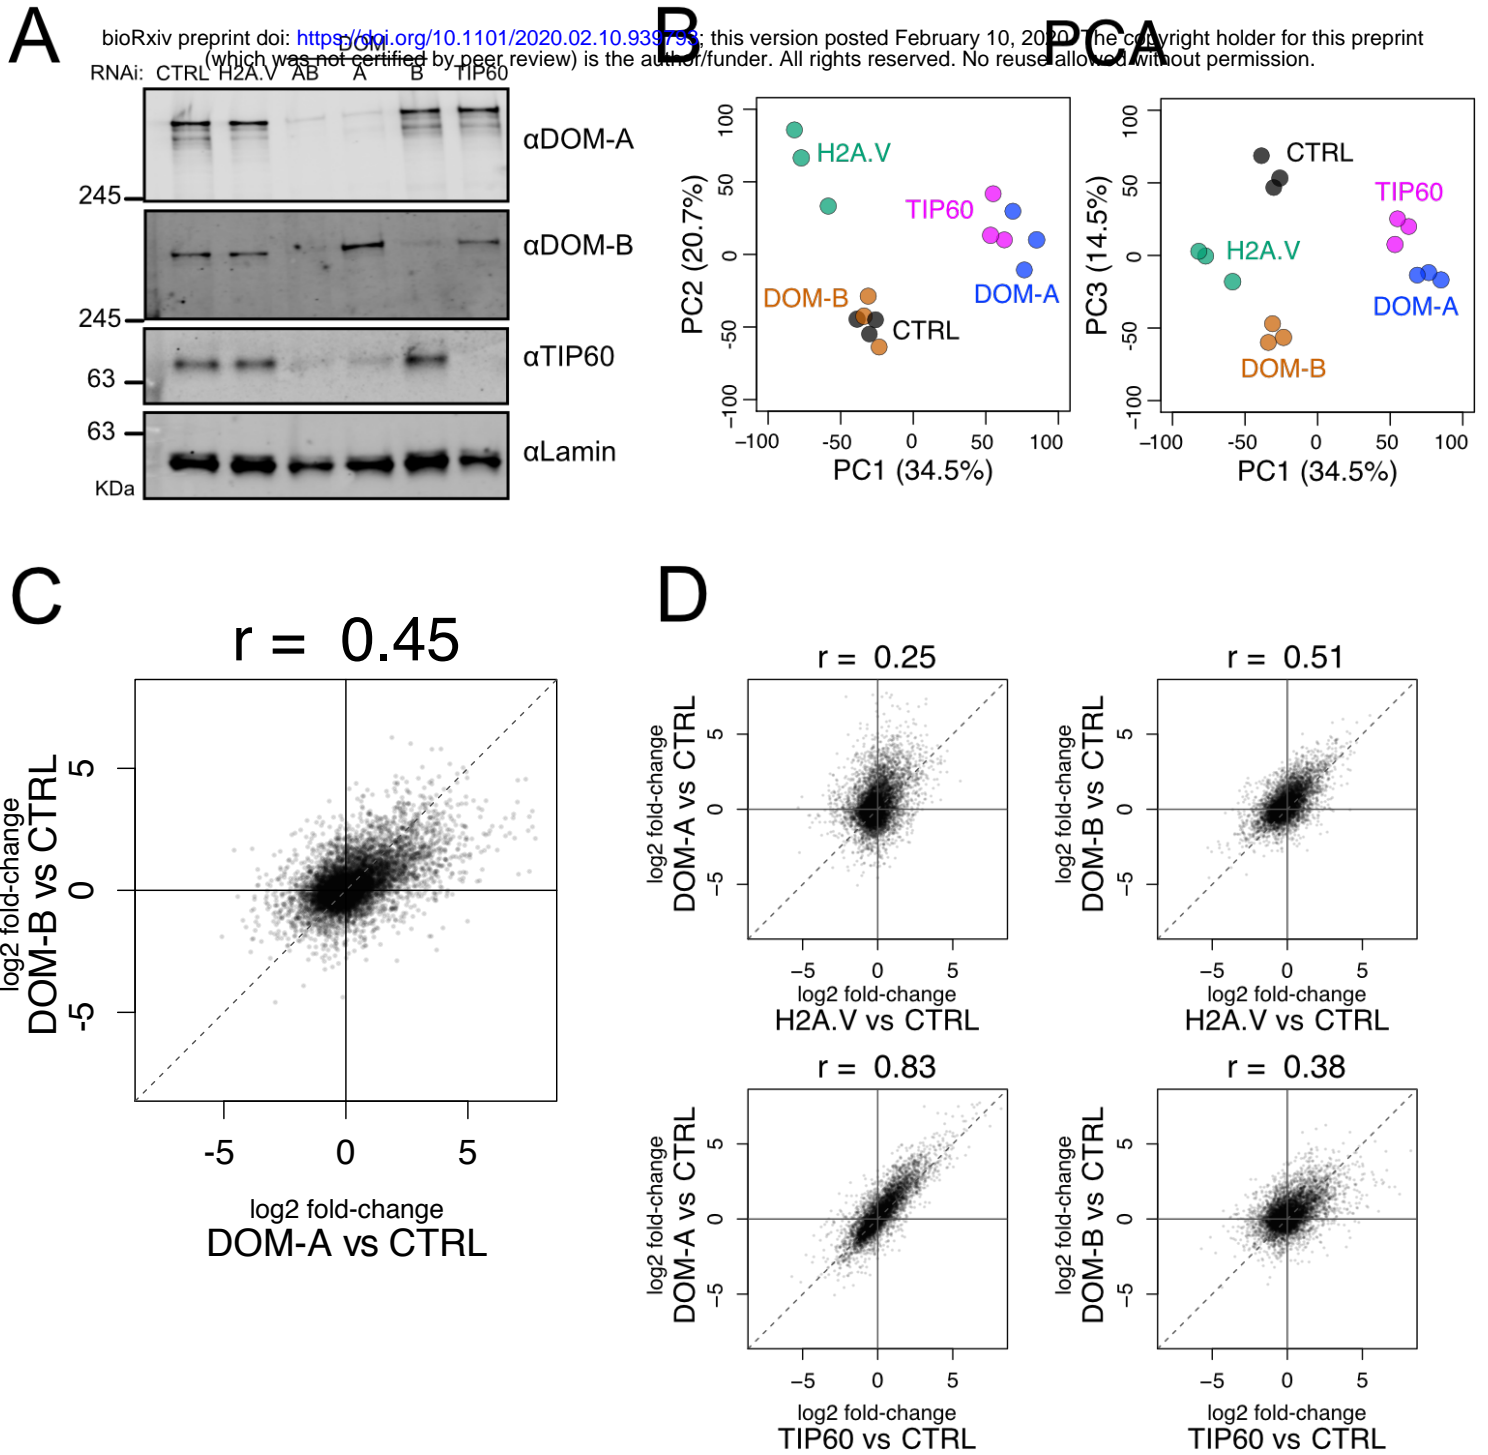 A
B
PCA
bioRxiv preprint doi: https://doi.org/10.1101/2020.02.10.939793; this version posted February 10, 2020. The copyright holder for this preprint
(which was not certified by peer review) is the author/funder. All rights reserved. No reuse allowed without permission.
DOM
RNAi: CTRL H2A.V AB A B TIP60
αDOM-A
245
αDOM-B
245
αTIP60
63
63
αLamin
KDa
PC2 (20.7%)
100
50
0
-50
−100
H2A.V
TIP60
DOM-A
DOM-B
CTRL
−100 -50 0 50 100
PC1 (34.5%)
PC3 (14.5%)
100
50
0
-50
−100
CTRL
TIP60
H2A.V
DOM-A
DOM-B
−100 -50 0 50 100
PC1 (34.5%)
C
r = 0.45
log2 fold-change
DOM-B vs CTRL
5
0
-5
-5 0 5
log2 fold-change
DOM-A vs CTRL
D
r = 0.25
log2 fold-change
DOM-A vs CTRL
5
0
−5
−5 0 5
log2 fold-change
H2A.V vs CTRL
r = 0.51
log2 fold-change
DOM-B vs CTRL
5
0
−5
−5 0 5
log2 fold-change
H2A.V vs CTRL
r = 0.83
log2 fold-change
DOM-A vs CTRL
5
0
−5
−5 0 5
log2 fold-change
TIP60 vs CTRL
r = 0.38
log2 fold-change
DOM-B vs CTRL
5
0
−5
−5 0 5
log2 fold-change
TIP60 vs CTRL